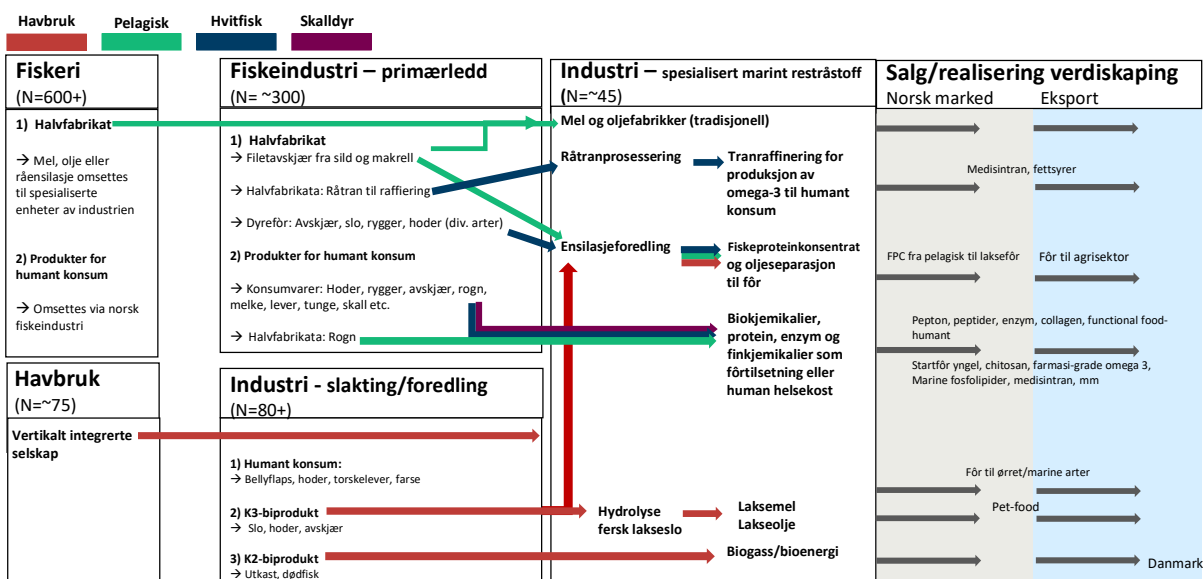 Havbruk
Pelagisk
Hvitfisk
Skalldyr
Fiskeri
(N=600+)
1) Halvfabrikat
→ Mel, olje eller
råensilasje omsettes
til spesialiserte
enheter av industrien
2) Produkter for
humant konsum
→ Omsettes via norsk
fiskeindustri
Havbruk
(N=~75)
Vertikalt integrerte
selskap
Fiskeindustri – primærledd
(N= ~300)
1) Halvfabrikat
→ Filetavskjær fra sild og makrell
→ Halvfabrikata: Råtran til raffiering
→ Dyrefòr: Avskjær, slo, rygger, hoder (div. arter)
2) Produkter for humant konsum
→ Konsumvarer: Hoder, rygger, avskjær, rogn,
melke, lever, tunge, skall etc.
→ Halvfabrikata: Rogn
Industri - slakting/foredling
(N=80+)
1) Humant konsum:
→ Bellyflaps, hoder, torskelever, farse
2) K3-biprodukt
→ Slo, hoder, avskjær
3) K2-biprodukt
→ Utkast, dødfisk
Industri – spesialisert marint restråstoff
(N=~45)
Mel og oljefabrikker (tradisjonell)
Råtranprosessering
Tranraffinering for
produksjon av
omega-3 til humant
konsum
Ensilasjeforedling
Fiskeproteinkonsentrat
og oljeseparasjon
til fôr
Biokjemikalier,
protein, enzym og
finkjemikalier som
fôrtilsetning eller
human helsekost
Hydrolyse
fersk lakseslo
Laksemel
Lakseolje
Biogass/bioenergi
Salg/realisering verdiskaping
Norsk marked
Eksport
Medisintran, fettsyrer
FPC fra pelagisk til laksefôr
Fôr til agrisektor
Pepton, peptider, enzym, collagen, functional food-
humant
Startfôr yngel, chitosan, farmasi-grade omega 3,
Marine fosfolipider, medisintran, mm
Fôr til ørret/marine arter
Pet-food
Danmark